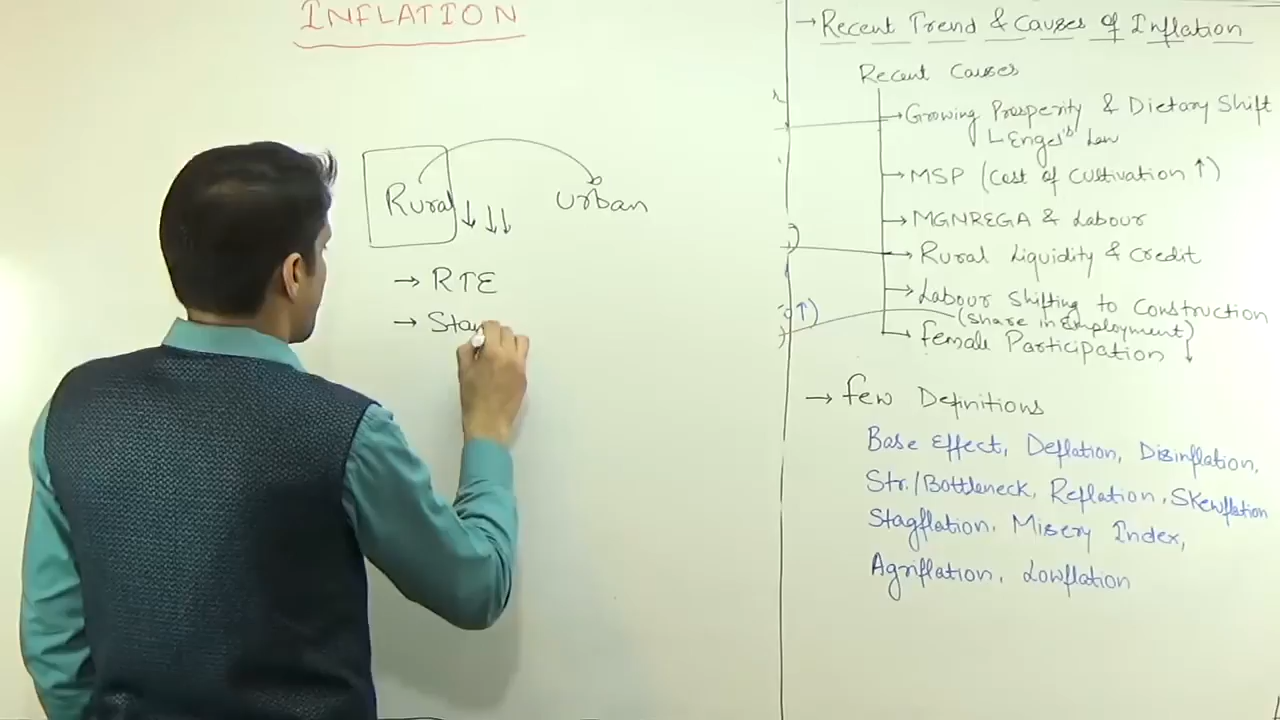 INFLATION
Rural ↓ ↓↓ Urban
→ RTE
→ Sta
→ Recent Trend & Causes of Inflation
Recent Causes
→ Growing Prosperity & Dietary Shift
↳ Engel's Law
→ MSP (Cost of Cultivation ↑)
→ MGNREGA & Labour
→ Rural Liquidity & Credit
→ Labour Shifting to Construction
(Share in Employment)
→ Female Participation ↓
→ Few Definitions
Base Effect, Deflation, Disinflation,
Str./Bottleneck, Reflation, Skewflation
Stagflation, Misery Index,
Agriflation, Lowflation
↑)